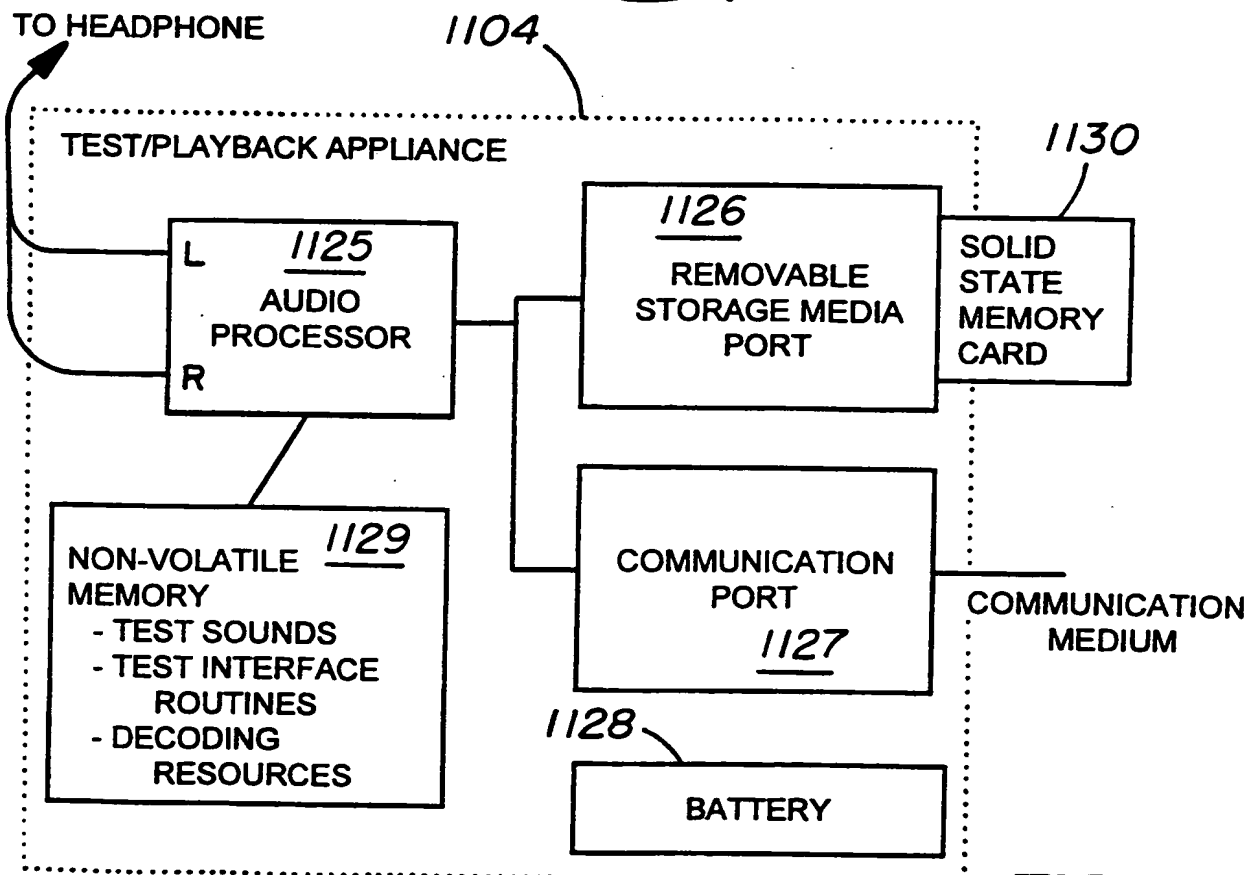 TO HEADPHONE
1104
TEST/PLAYBACK APPLIANCE
1130
L
R
1125
AUDIO
PROCESSOR
1126
REMOVABLE
STORAGE MEDIA
PORT
SOLID
STATE
MEMORY
CARD
1129
NON-VOLATILE
MEMORY
- TEST SOUNDS
- TEST INTERFACE
ROUTINES
- DECODING
RESOURCES
COMMUNICATION
PORT
1127
COMMUNICATION
MEDIUM
1128
BATTERY